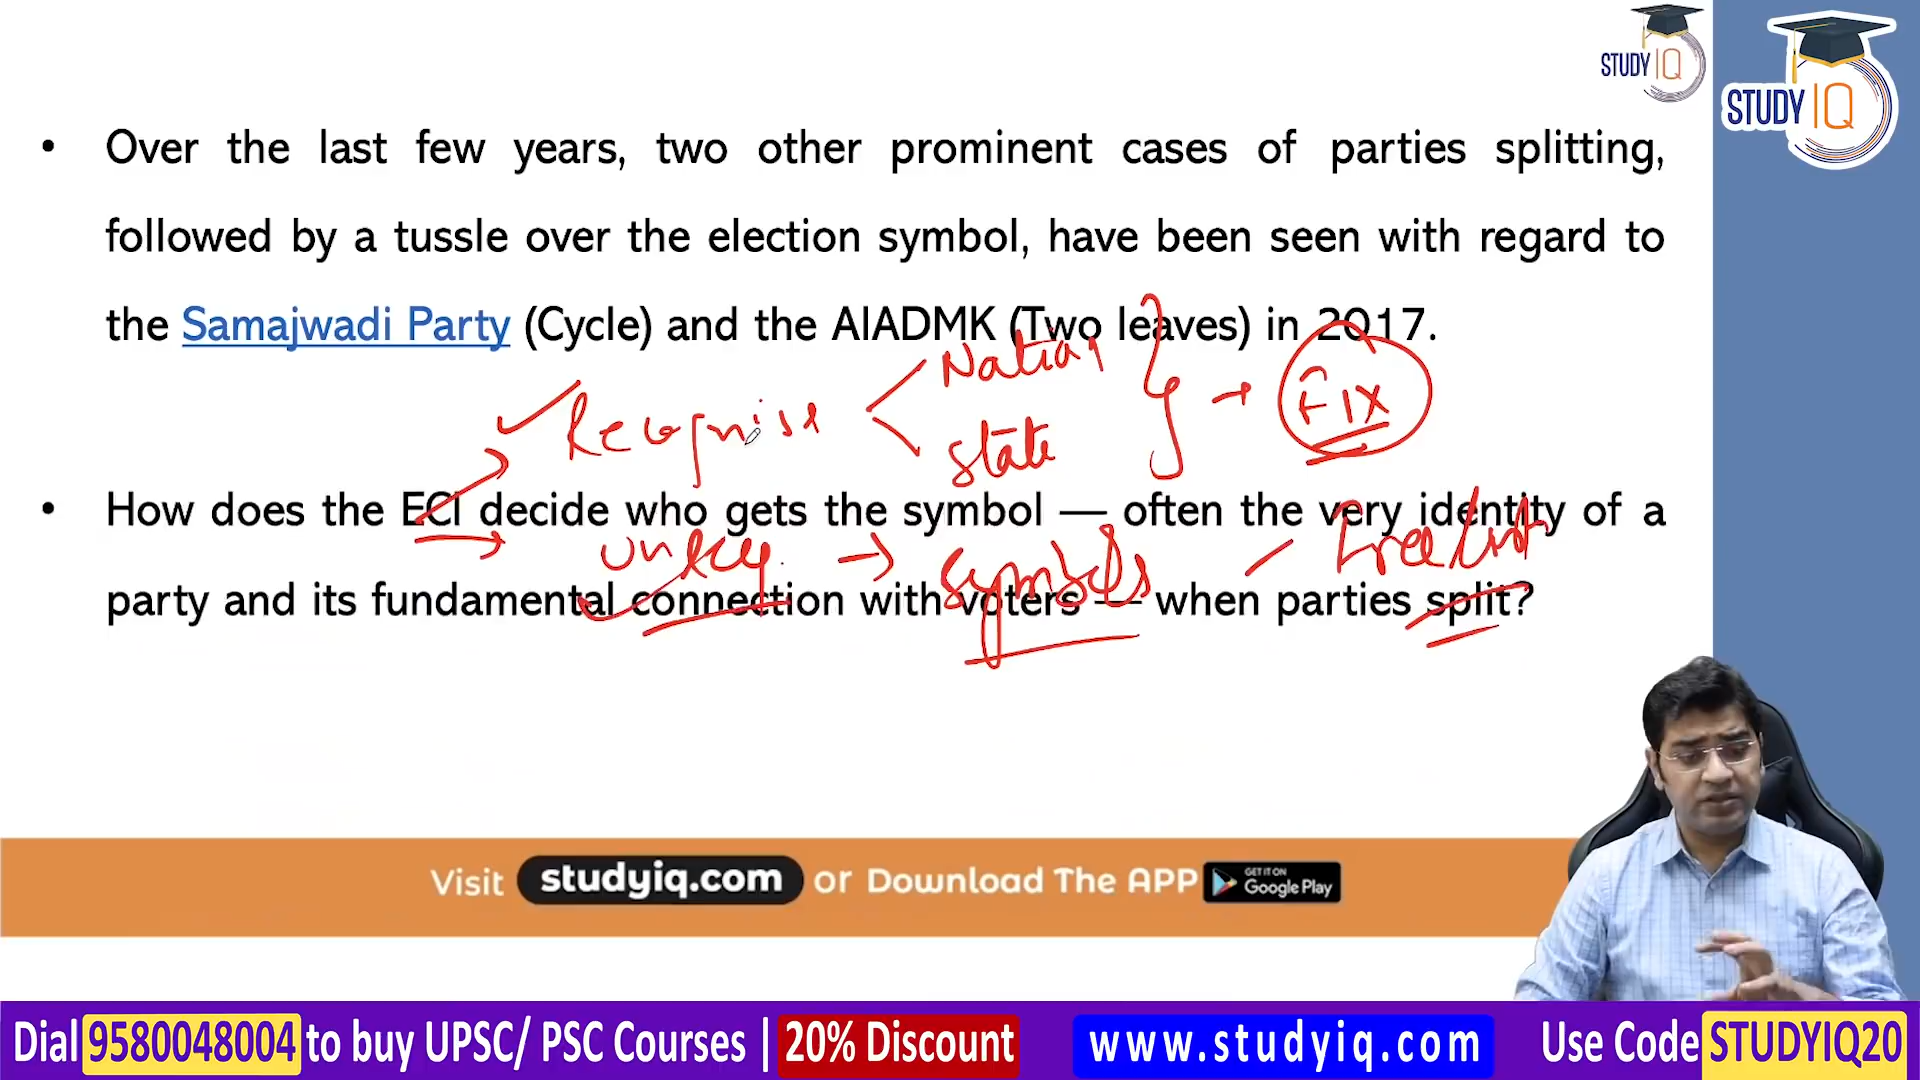 STUDY IQ
STUDY IQ
• Over the last few years, two other prominent cases of parties splitting,
followed by a tussle over the election symbol, have been seen with regard to
the Samajwadi Party (Cycle) and the AIADMK (Two leaves) in 2017.
Recognise
Nation
State
FIX
• How does the ECI decide who gets the symbol — often the very identity of a
party and its fundamental connection with voters — when parties split?
Symbols
Free List
Visit studyiq.com or Download The APP GET IT ON Google Play
Dial 9580048004 to buy UPSC/ PSC Courses | 20% Discount www.studyiq.com Use Code STUDYIQ20